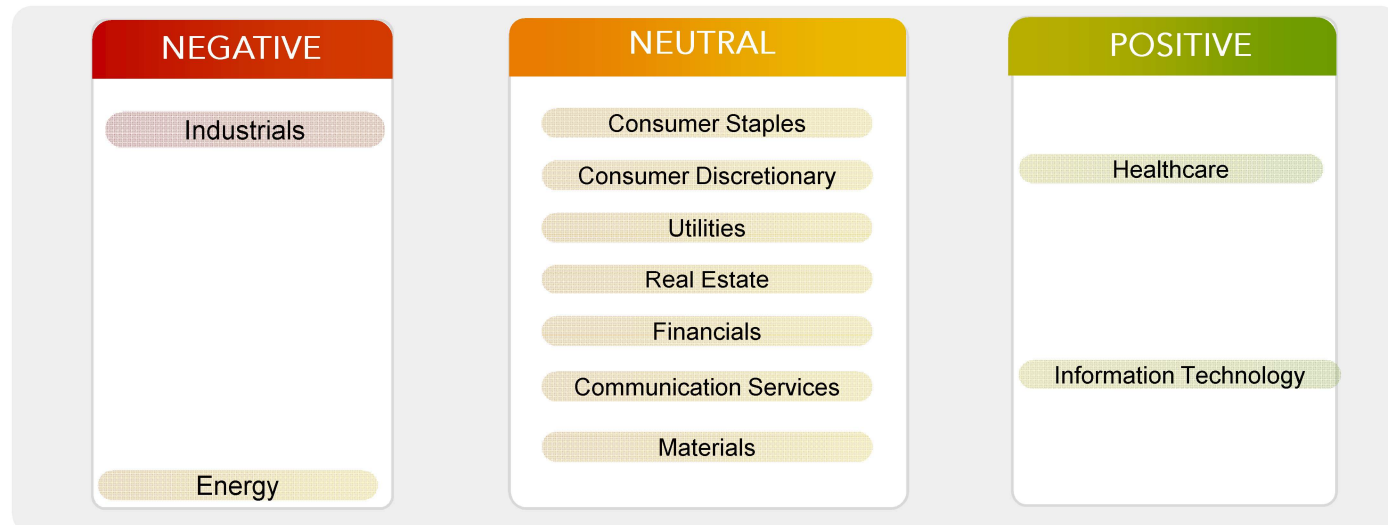 NEGATIVE
Industrials
Energy
NEUTRAL
Consumer Staples
Consumer Discretionary
Utilities
Real Estate
Financials
Communication Services
Materials
POSITIVE
Healthcare
Information Technology